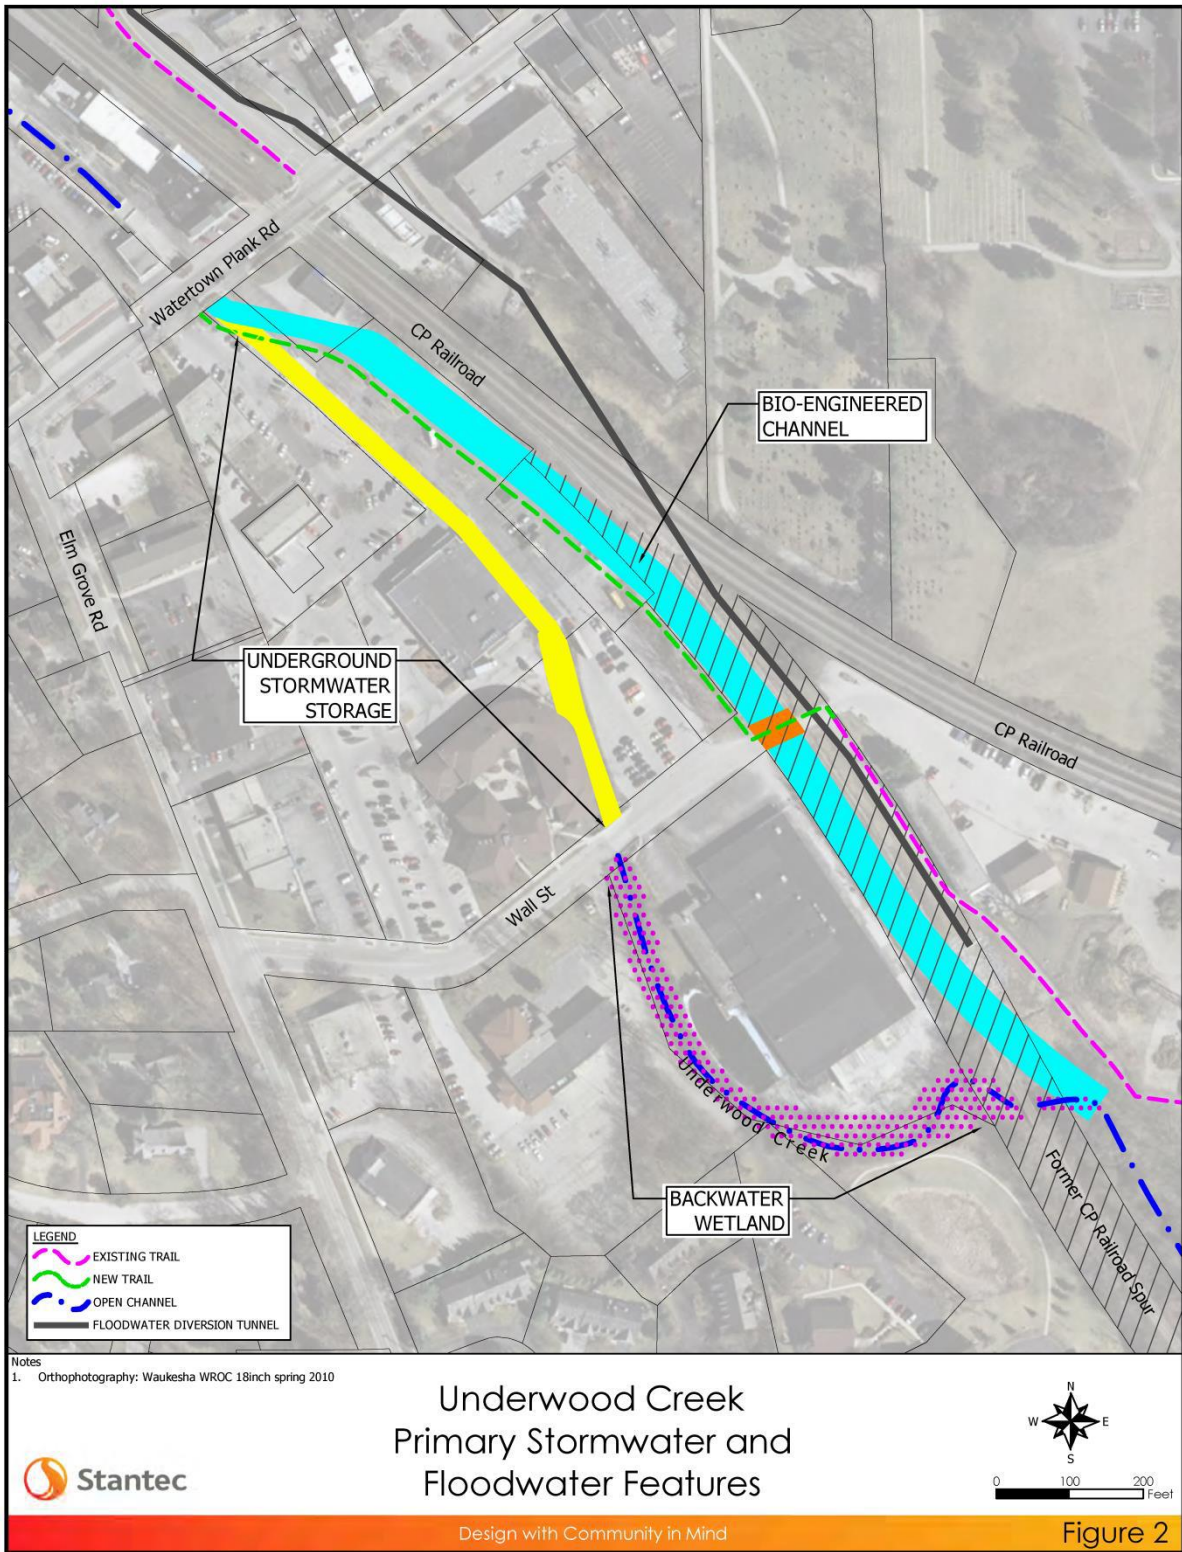 Watertown Plank Rd
CP Railroad
BIO-ENGINEERED
CHANNEL
Elm Grove Rd
UNDERGROUND
STORMWATER
STORAGE
CP Railroad
Wall St
Underwood Creek
BACKWATER
WETLAND
Former CP Railroad Spur
LEGEND
EXISTING TRAIL
NEW TRAIL
OPEN CHANNEL
FLOODWATER DIVERSION TUNNEL
Notes
1. Orthophotography: Waukesha WROC 18inch spring 2010
Underwood Creek
Primary Stormwater and
Floodwater Features
N
W E
S
0 100 200
Feet
Stantec
Design with Community in Mind
Figure 2